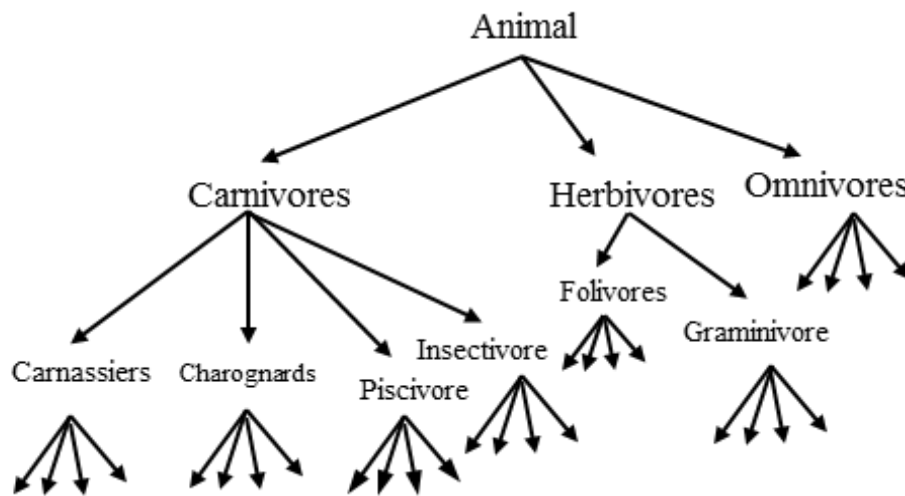 Animal
Carnivores
Herbivores
Omnivores
Folivores
Graminivore
Carnassiers
Charognards
Insectivore
Piscivore